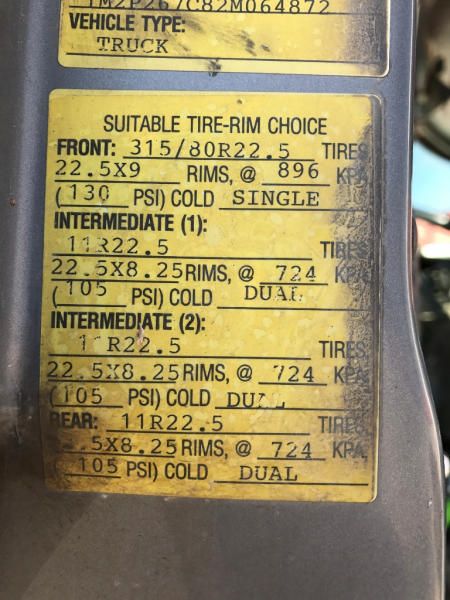 1M2P267C82M064872
VEHICLE TYPE:
TRUCK
SUITABLE TIRE-RIM CHOICE
FRONT: 315/80R22.5 TIRES
22.5X9 RIMS, @ 896 KPA
(130 PSI) COLD SINGLE
INTERMEDIATE (1):
11R22.5 TIRES
22.5X8.25 RIMS, @ 724 KPA,
(105 PSI) COLD DUAL
INTERMEDIATE (2):
11R22.5 TIRES
22.5X8.25 RIMS, @ 724 KPA,
(105 PSI) COLD DUAL
REAR: 11R22.5 TIRES
22.5X8.25 RIMS, @ 724 KPA,
(105 PSI) COLD DUAL